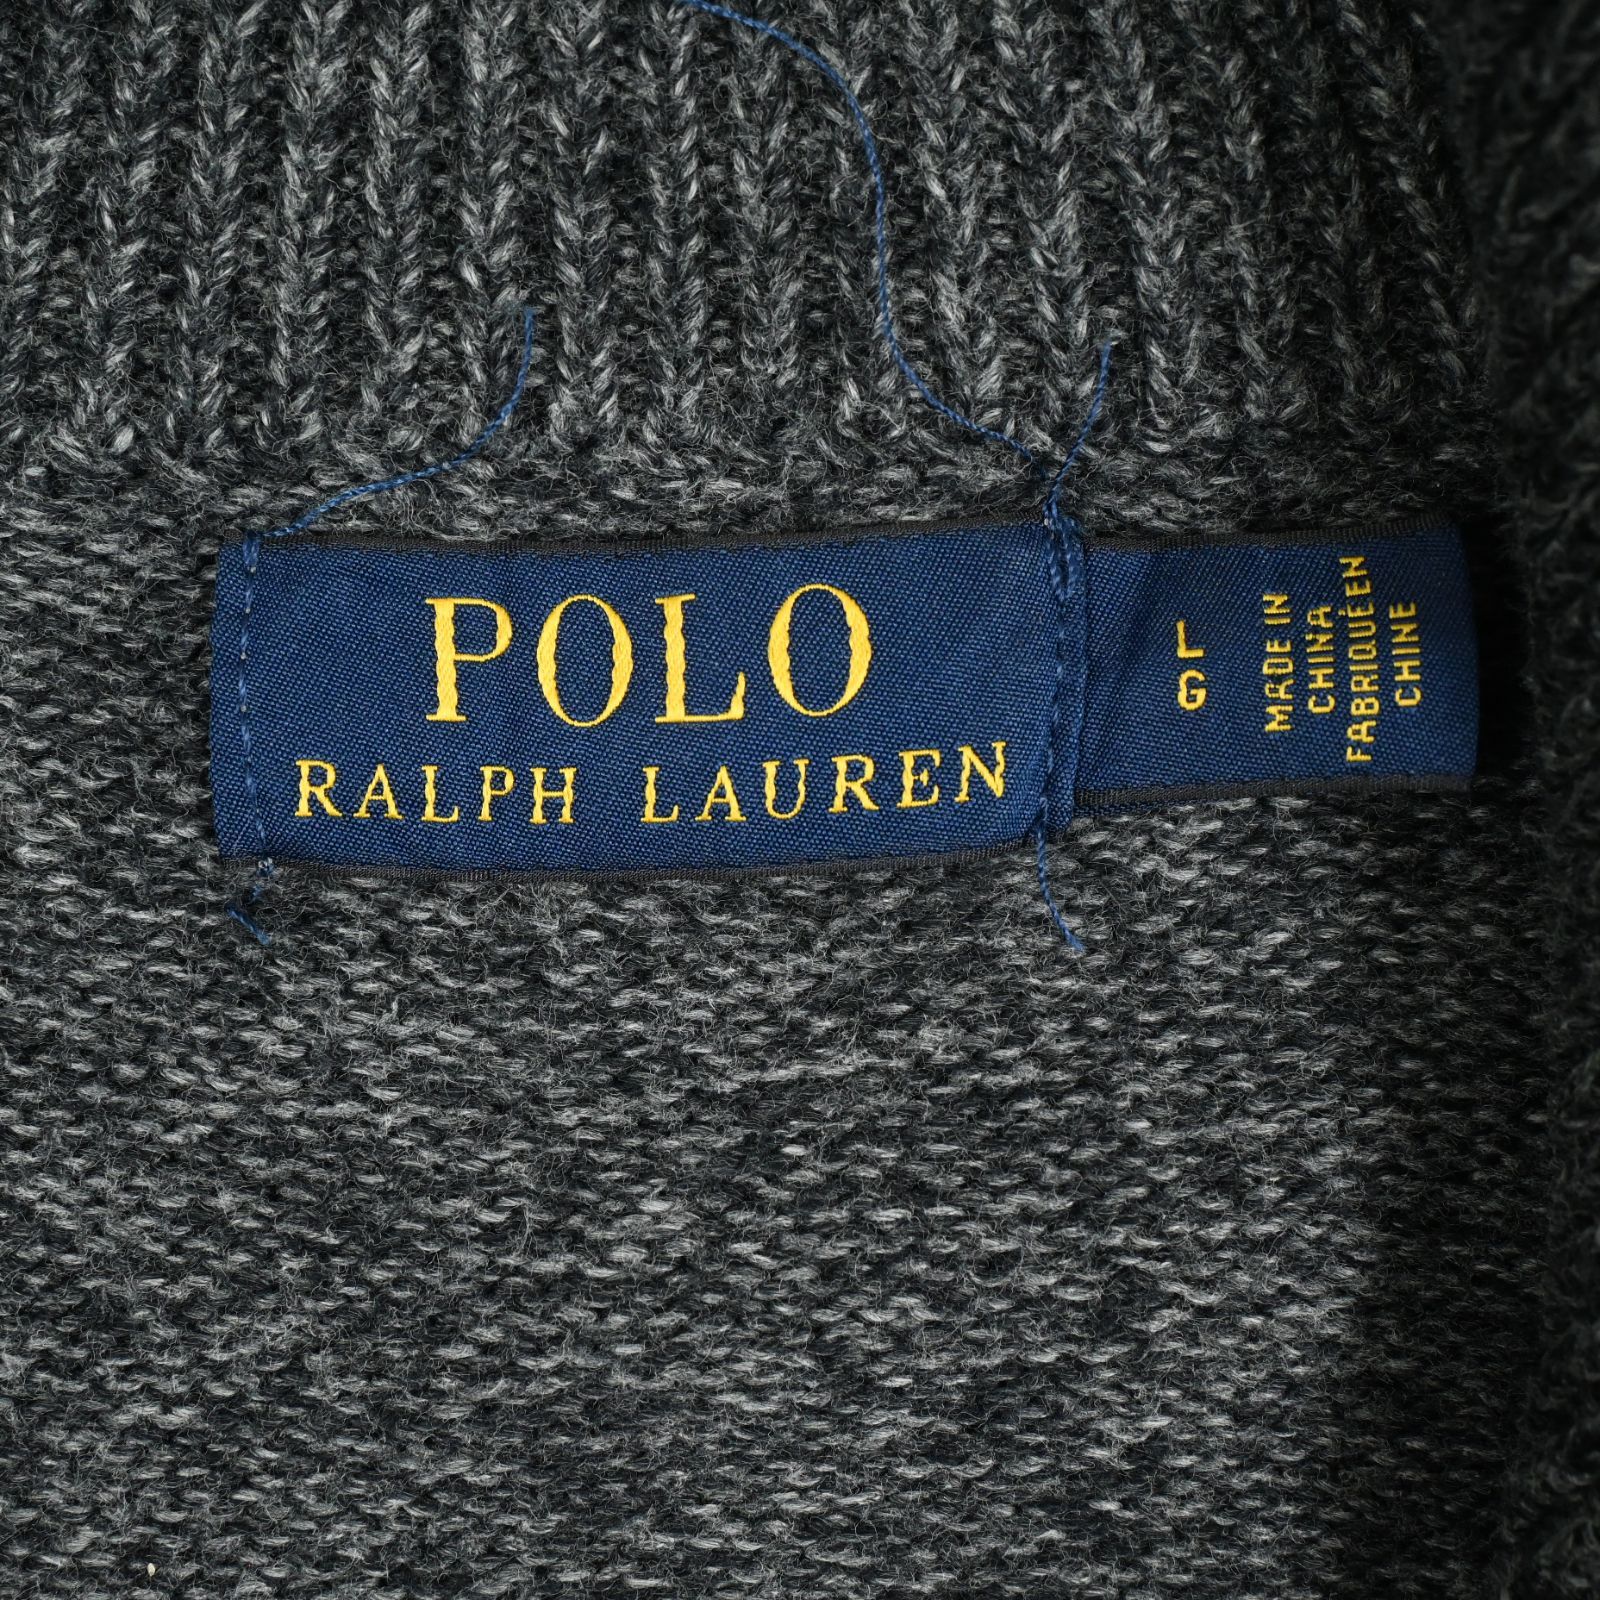 POLO
RALPH LAUREN
L
G
MADE IN
CHINA
FABRIQUÉ EN
CHINE